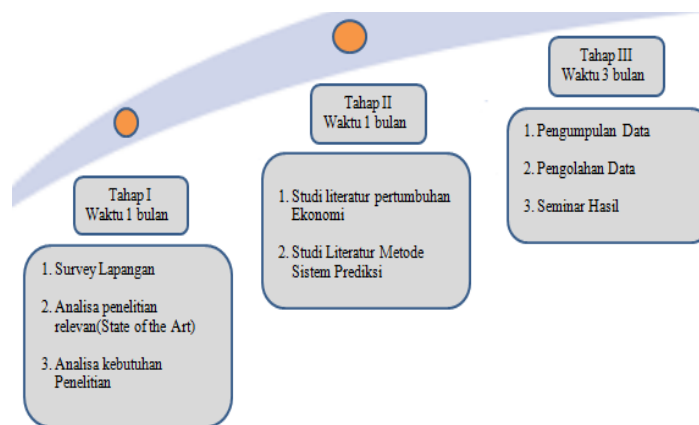 Tahap I
Waktu 1 bulan
1. Survey Lapangan
2. Analisa penelitian
relevan(State of the Art)
3. Analisa kebutuhan
Penelitian
Tahap II
Waktu 1 bulan
1. Studi literatur pertumbuhan
Ekonomi
2. Studi Literatur Metode
Sistem Prediksi
Tahap III
Waktu 3 bulan
1. Pengumpulan Data
2. Pengolahan Data
3. Seminar Hasil